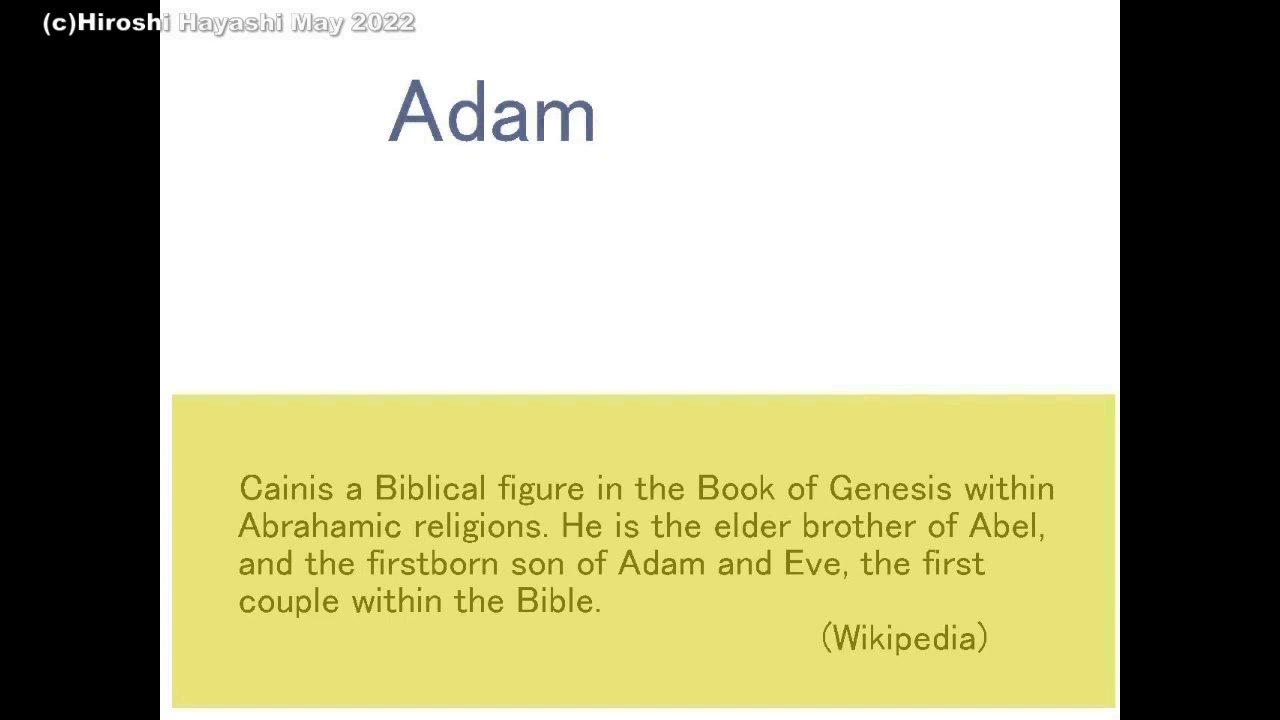 (c)Hiroshi Hayashi May 2022
Adam
Cainis a Biblical figure in the Book of Genesis within
Abrahamic religions. He is the elder brother of Abel,
and the firstborn son of Adam and Eve, the first
couple within the Bible.
(Wikipedia)